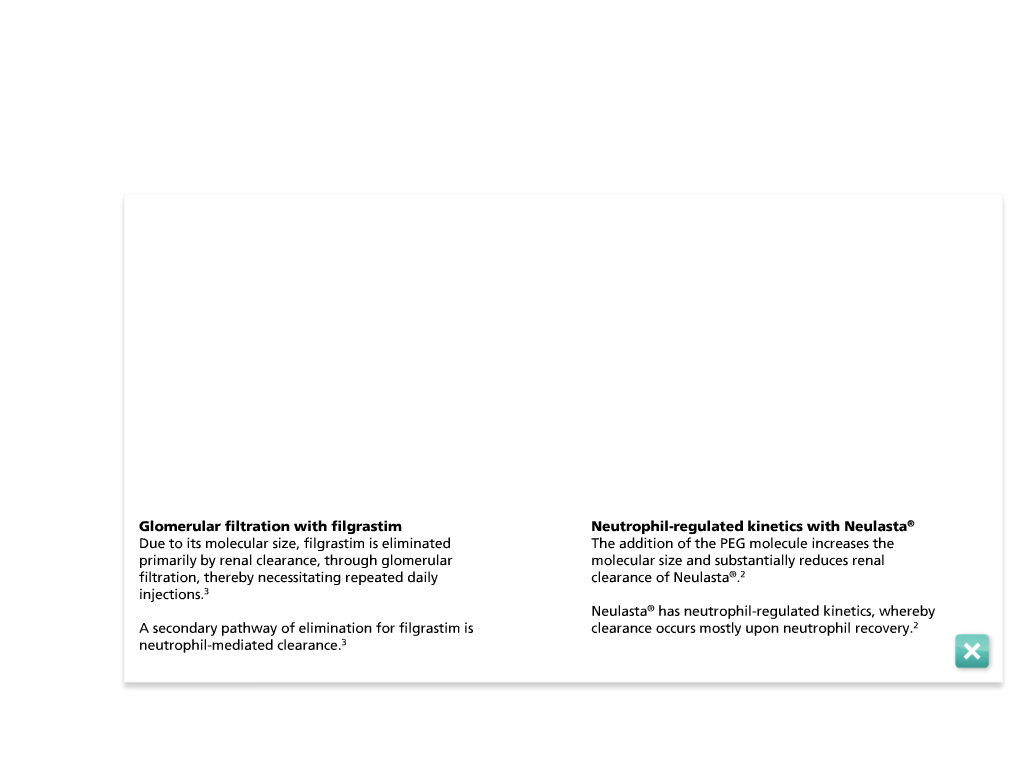 Glomerular filtration with filgrastim
Due to its molecular size, filgrastim is eliminated
primarily by renal clearance, through glomerular
filtration, thereby necessitating repeated daily
injections.³
A secondary pathway of elimination for filgrastim is
neutrophil-mediated clearance.³
Neutrophil-regulated kinetics with Neulasta®
The addition of the PEG molecule increases the
molecular size and substantially reduces renal
clearance of Neulasta®.²
Neulasta® has neutrophil-regulated kinetics, whereby
clearance occurs mostly upon neutrophil recovery.²